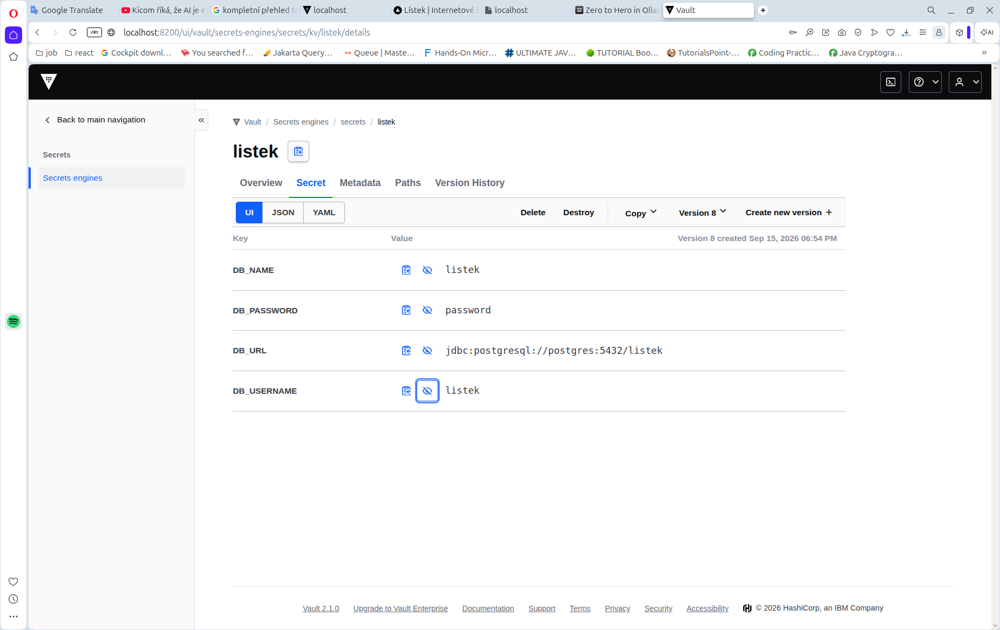 Google Translate
Kicom říká, že AI je e
kompletní přehled ta
localhost
Lístek | Internetové b
localhost
Zero to Hero in Ollar
Vault
VPN
localhost:8200/ui/vault/secrets-engines/secrets/kv/listek/details
AI
job
react
Cockpit downl...
You searched f...
Jakarta Query...
Queue | Maste...
Hands-On Micr...
ULTIMATE JAV...
TUTORIAL Boo...
TutorialsPoint-...
Coding Practic...
Java Cryptogra...
Back to main navigation
Secrets
Secrets engines
Vault / Secrets engines / secrets / listek
listek
Overview Secret Metadata Paths Version History
UI JSON YAML Delete Destroy Copy Version 8 Create new version +
Key Value Version 8 created Sep 15, 2026 06:54 PM
DB_NAME listek
DB_PASSWORD password
DB_URL jdbc:postgresql://postgres:5432/listek
DB_USERNAME listek
Vault 2.1.0 Upgrade to Vault Enterprise Documentation Support Terms Privacy Security Accessibility © 2026 HashiCorp, an IBM Company